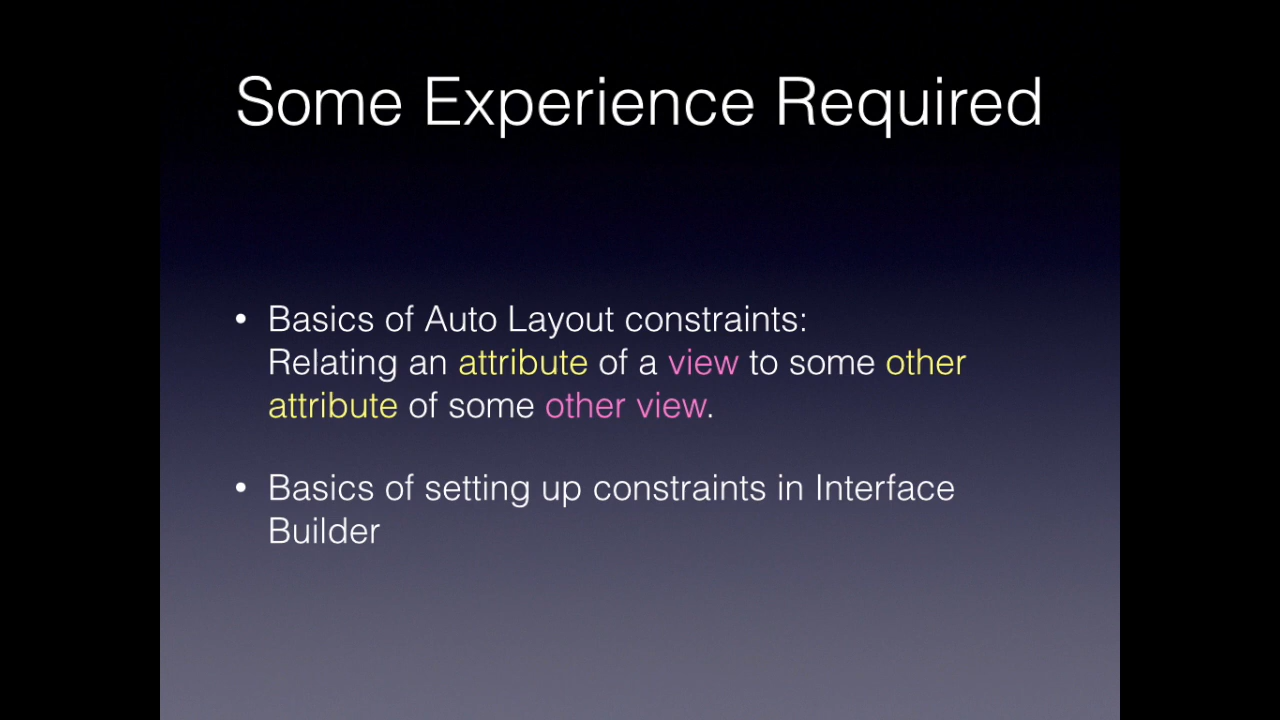 Some Experience Required
• Basics of Auto Layout constraints:
Relating an attribute of a view to some other
attribute of some other view.
• Basics of setting up constraints in Interface
Builder